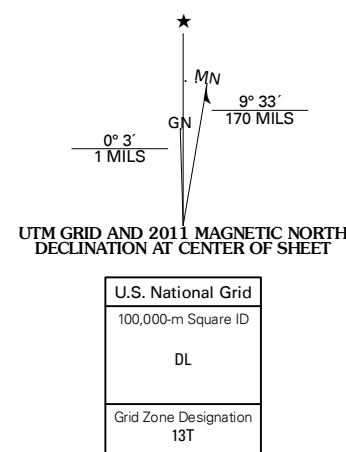 MN
GN
9° 33´
170 MILS
0° 3´
1 MILS
UTM GRID AND 2011 MAGNETIC NORTH
DECLINATION AT CENTER OF SHEET
U.S. National Grid
100,000-m Square ID
DL
Grid Zone Designation
13T